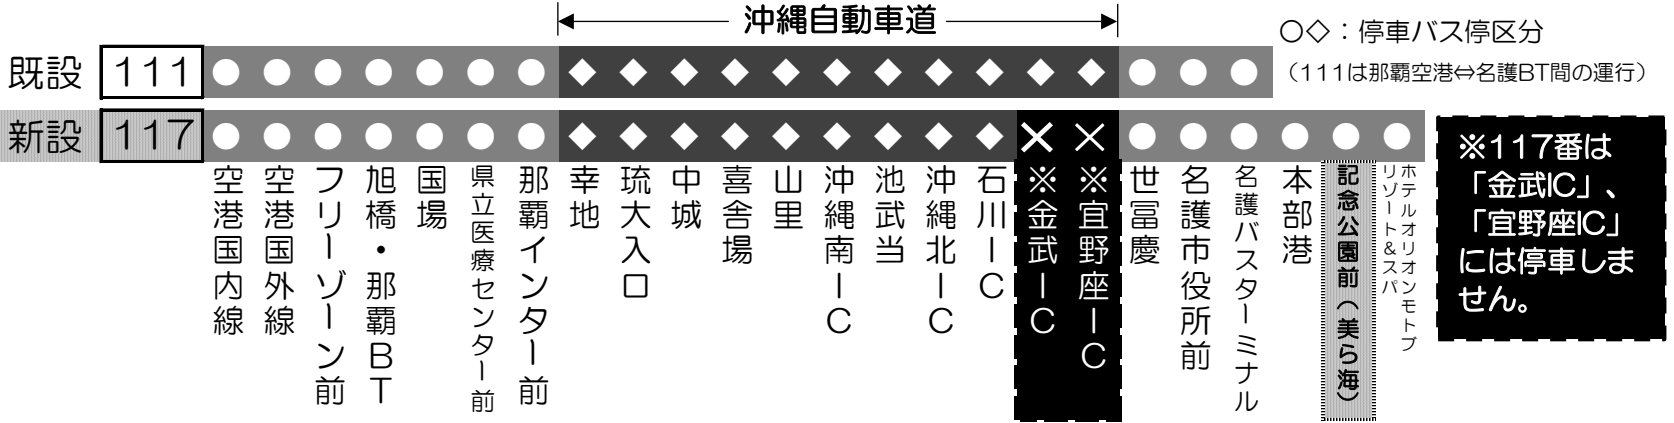 沖縄自動車道
○◇：停車バス停区分
（111は那覇空港⇔名護BT間の運行）
既設 111
新設 117
空港国内線
空港国外線
フリーゾーン前
旭橋・那覇BT
国場
県立医療センター前
那覇インター前
幸地
琉大入口
中城
喜舎場
山里
沖縄南IC
池武当
沖縄北IC
石川IC
※金武IC
※宜野座IC
世冨慶
名護市役所前
名護バスターミナル
本部港
記念公園前（美ら海）
ホテルオリオンモトブ
リゾート&スパ
※117番は
「金武IC」、
「宜野座IC」
には停車しま
せん。